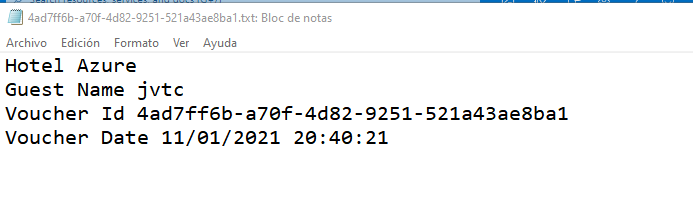 4ad7ff6b-a70f-4d82-9251-521a43ae8ba1.txt: Bloc de notas
Archivo Edición Formato Ver Ayuda
Hotel Azure
Guest Name jvtc
Voucher Id 4ad7ff6b-a70f-4d82-9251-521a43ae8ba1
Voucher Date 11/01/2021 20:40:21